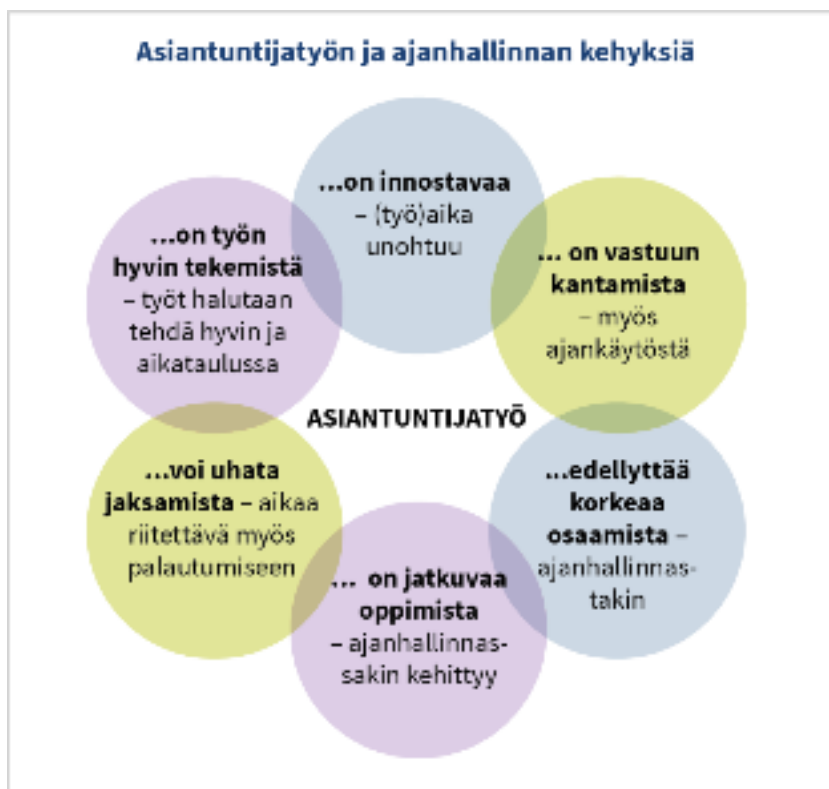 Asiantuntijatyön ja ajanhallinnan kehyksiä
...on innostavaa
– (työ)aika
unohtuu
... on vastuun
kantamista
– myös
ajankäytöstä
...edellyttää
korkeaa
osaamista –
ajanhallinnas-
takin
... on jatkuvaa
oppimista
– ajanhallinnas-
sakin kehittyy
...voi uhata
jaksamista – aikaa
riitettävä myös
palautumiseen
...on työn
hyvin tekemistä
– työt halutaan
tehdä hyvin ja
aikataulussa
ASIANTUNTIJATYÖ